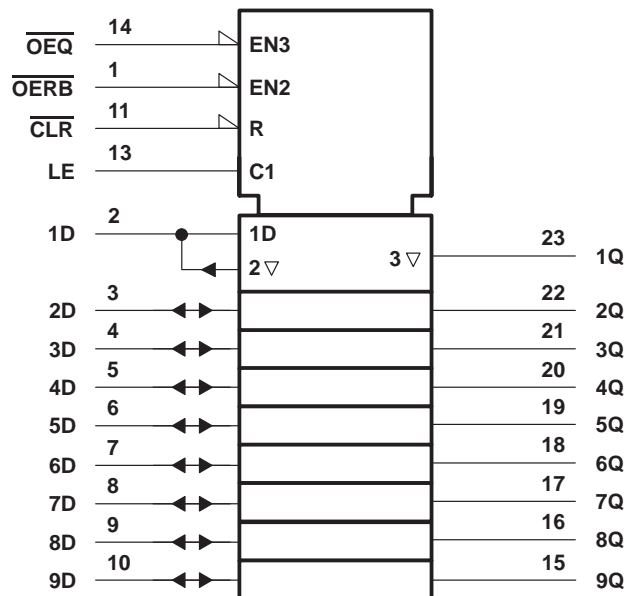 OEQ 14 EN3
OERB 1 EN2
CLR 11 R
LE 13 C1
1D 2 1D 23 1Q
2 ▽ 3 ▽
2D 3 22 2Q
3D 4 21 3Q
4D 5 20 4Q
5D 6 19 5Q
6D 7 18 6Q
7D 8 17 7Q
8D 9 16 8Q
9D 10 15 9Q